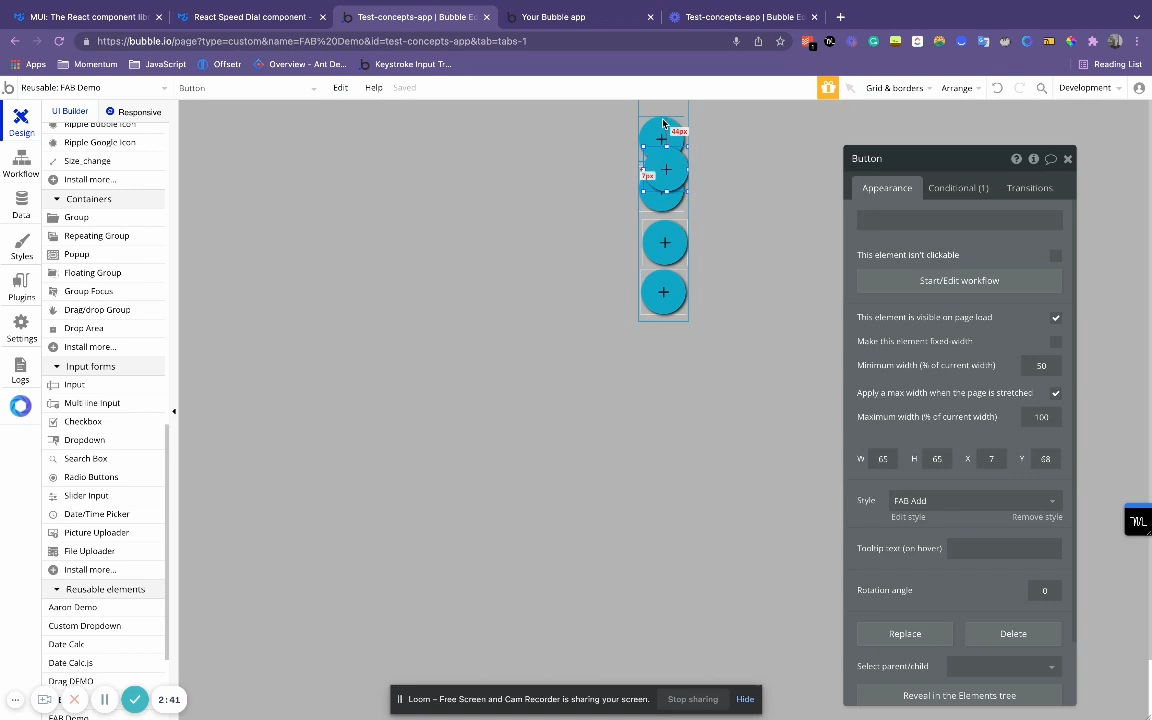 MUI: The React component lib
React Speed Dial component -
Test-concepts-app | Bubble Ed
Your Bubble app
Test-concepts-app | Bubble Ed
https://bubble.io/page?type=custom&name=FAB%20Demo&id=test-concepts-app&tab=tabs-1
Apps
Momentum
JavaScript
Offsetr
Overview - Ant De...
Keystroke Input Tr...
Reading List
Reusable: FAB Demo
Button
Edit
Help
Saved
Grid & borders
Arrange
Development
Design
Workflow
Data
Styles
Plugins
Settings
Logs
UI Builder
Responsive
Ripple Bubble Icon
Ripple Google Icon
Size_change
Install more...
Containers
Group
Repeating Group
Popup
Floating Group
Group Focus
Drag/drop Group
Drop Area
Install more...
Input forms
Input
Multiline Input
Checkbox
Dropdown
Search Box
Radio Buttons
Slider Input
Date/Time Picker
Picture Uploader
File Uploader
Install more...
Reusable elements
Aaron Demo
Custom Dropdown
Date Calc
Date Calc.js
Drag DEMO
FAB Demo
44px
7px
Button
Appearance
Conditional (1)
Transitions
This element isn't clickable
Start/Edit workflow
This element is visible on page load
Make this element fixed-width
Minimum width (% of current width) 50
Apply a max width when the page is stretched
Maximum width (% of current width) 100
W 65 H 65 X 7 Y 68
Style FAB Add
Edit style Remove style
Tooltip text (on hover)
Rotation angle 0
Replace Delete
Select parent/child
Reveal in the Elements tree
2:41
Loom – Free Screen and Cam Recorder is sharing your screen.
Stop sharing
Hide